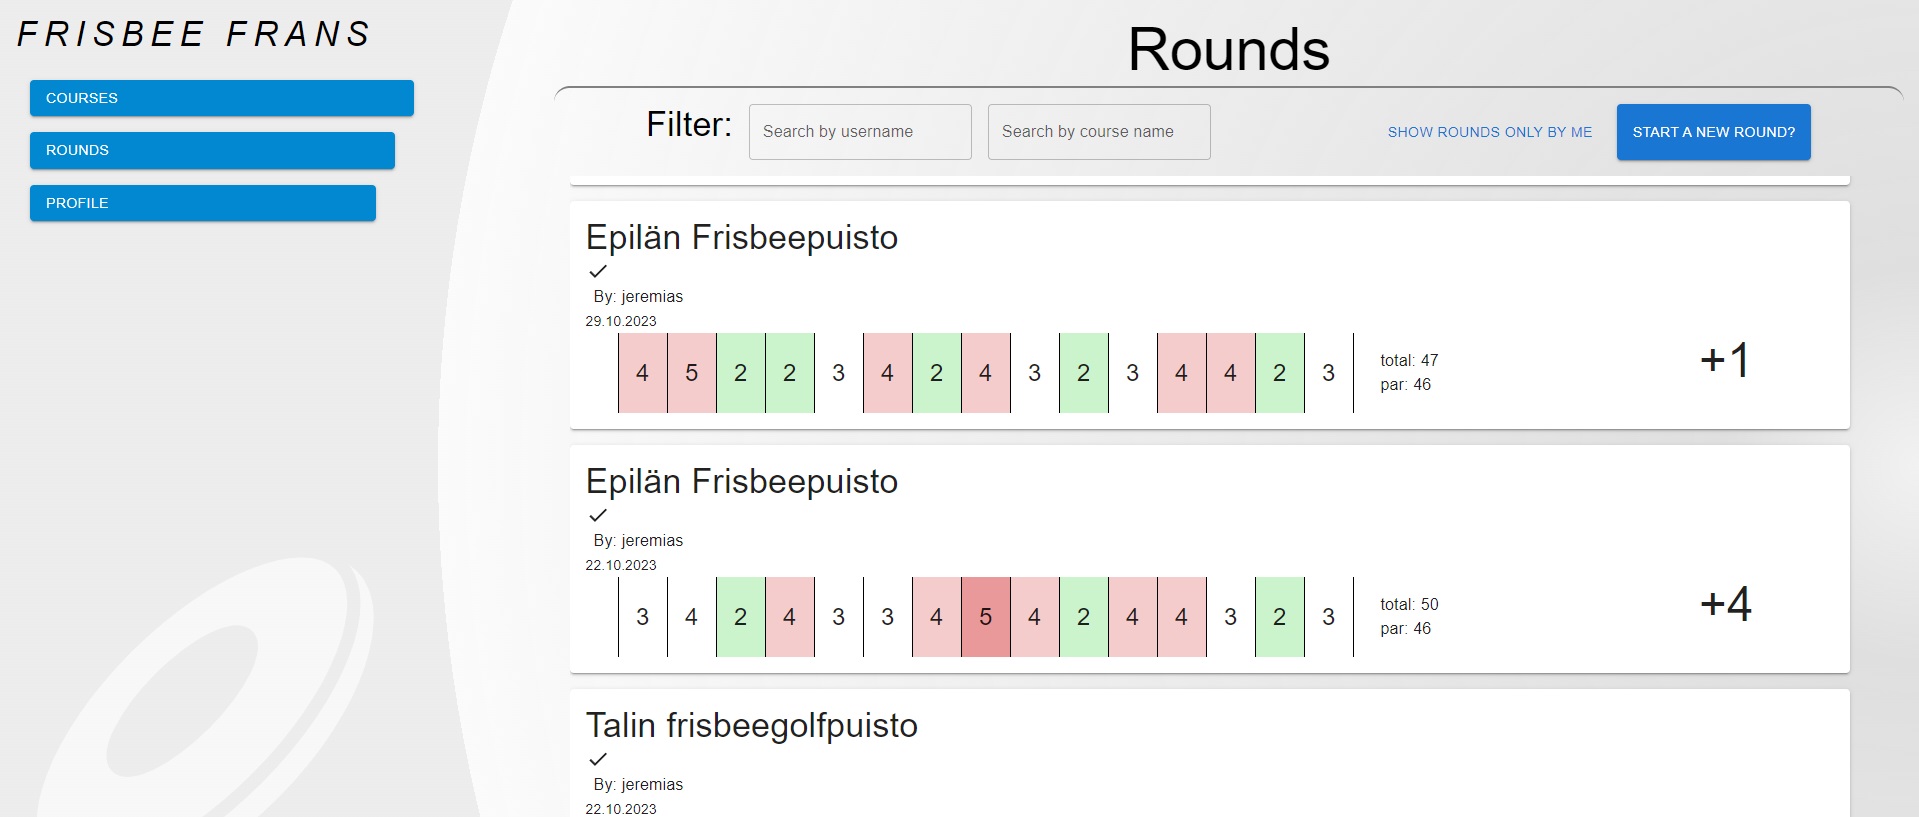 FRISBEE FRANS
COURSES
ROUNDS
PROFILE
Rounds
Filter: Search by username Search by course name SHOW ROUNDS ONLY BY ME START A NEW ROUND?
Epilän Frisbeepuisto
By: jeremias
29.10.2023
4 5 2 2 3 4 2 4 3 2 3 4 4 2 3
total: 47
par: 46
+1
Epilän Frisbeepuisto
By: jeremias
22.10.2023
3 4 2 4 3 3 4 5 4 2 4 4 3 2 3
total: 50
par: 46
+4
Talin frisbeegolfpuisto
By: jeremias
22.10.2023